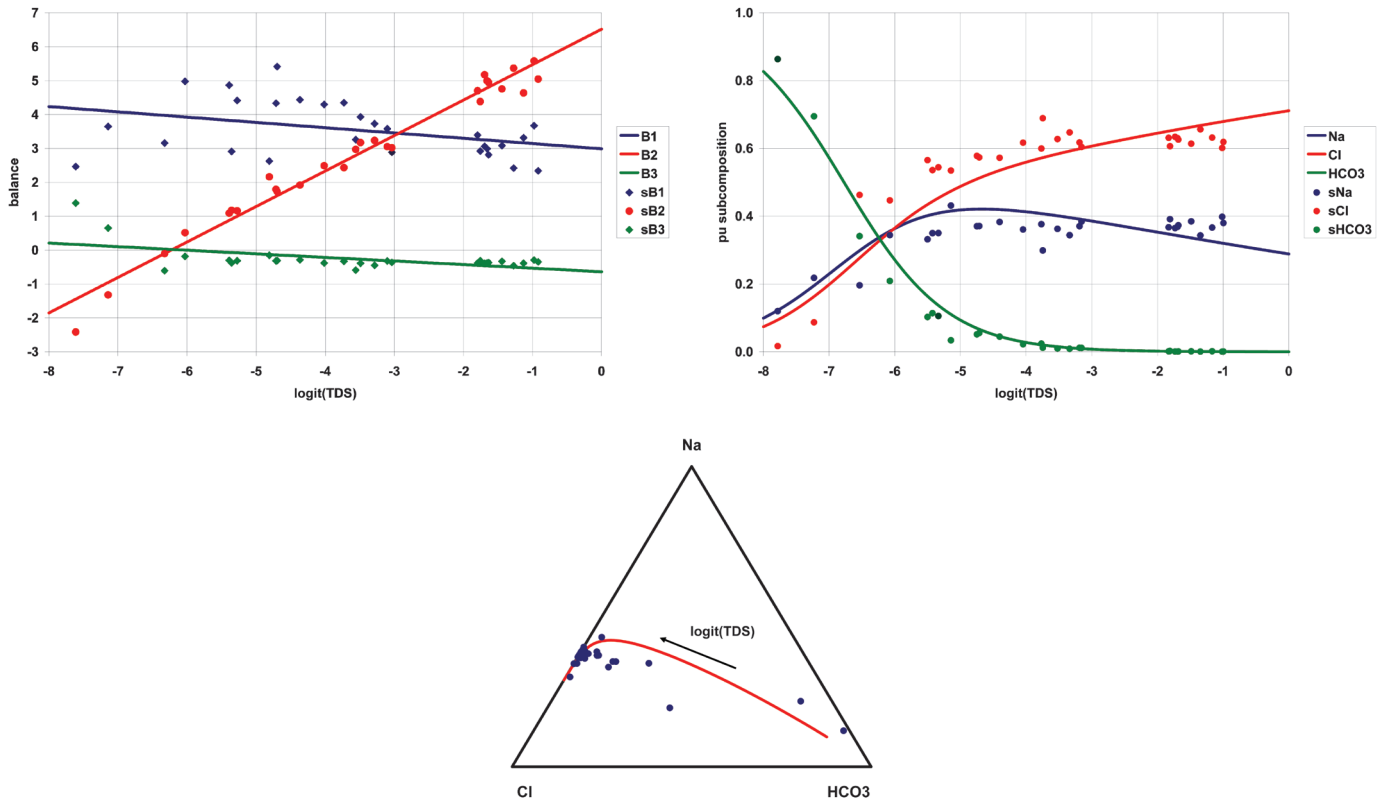 7
6
5
4
3
2
1
0
-1
-2
-3
balance
-8 -7 -6 -5 -4 -3 -2 -1 0
logit(TDS)
B1
B2
B3
sB1
sB2
sB3
1.0
0.8
0.6
0.4
0.2
0.0
pu subcomposition
-8 -7 -6 -5 -4 -3 -2 -1 0
logit(TDS)
Na
Cl
HCO3
sNa
sCl
sHCO3
Na
logit(TDS)
Cl HCO3